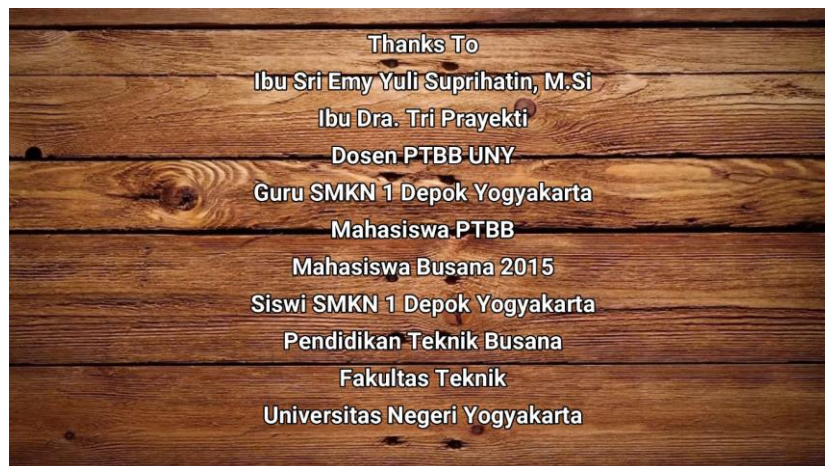 Thanks To
Ibu Sri Emy Yuli Suprihatin, M.Si
Ibu Dra. Tri Prayekti
Dosen PTBB UNY
Guru SMKN 1 Depok Yogyakarta
Mahasiswa PTBB
Mahasiswa Busana 2015
Siswi SMKN 1 Depok Yogyakarta
Pendidikan Teknik Busana
Fakultas Teknik
Universitas Negeri Yogyakarta